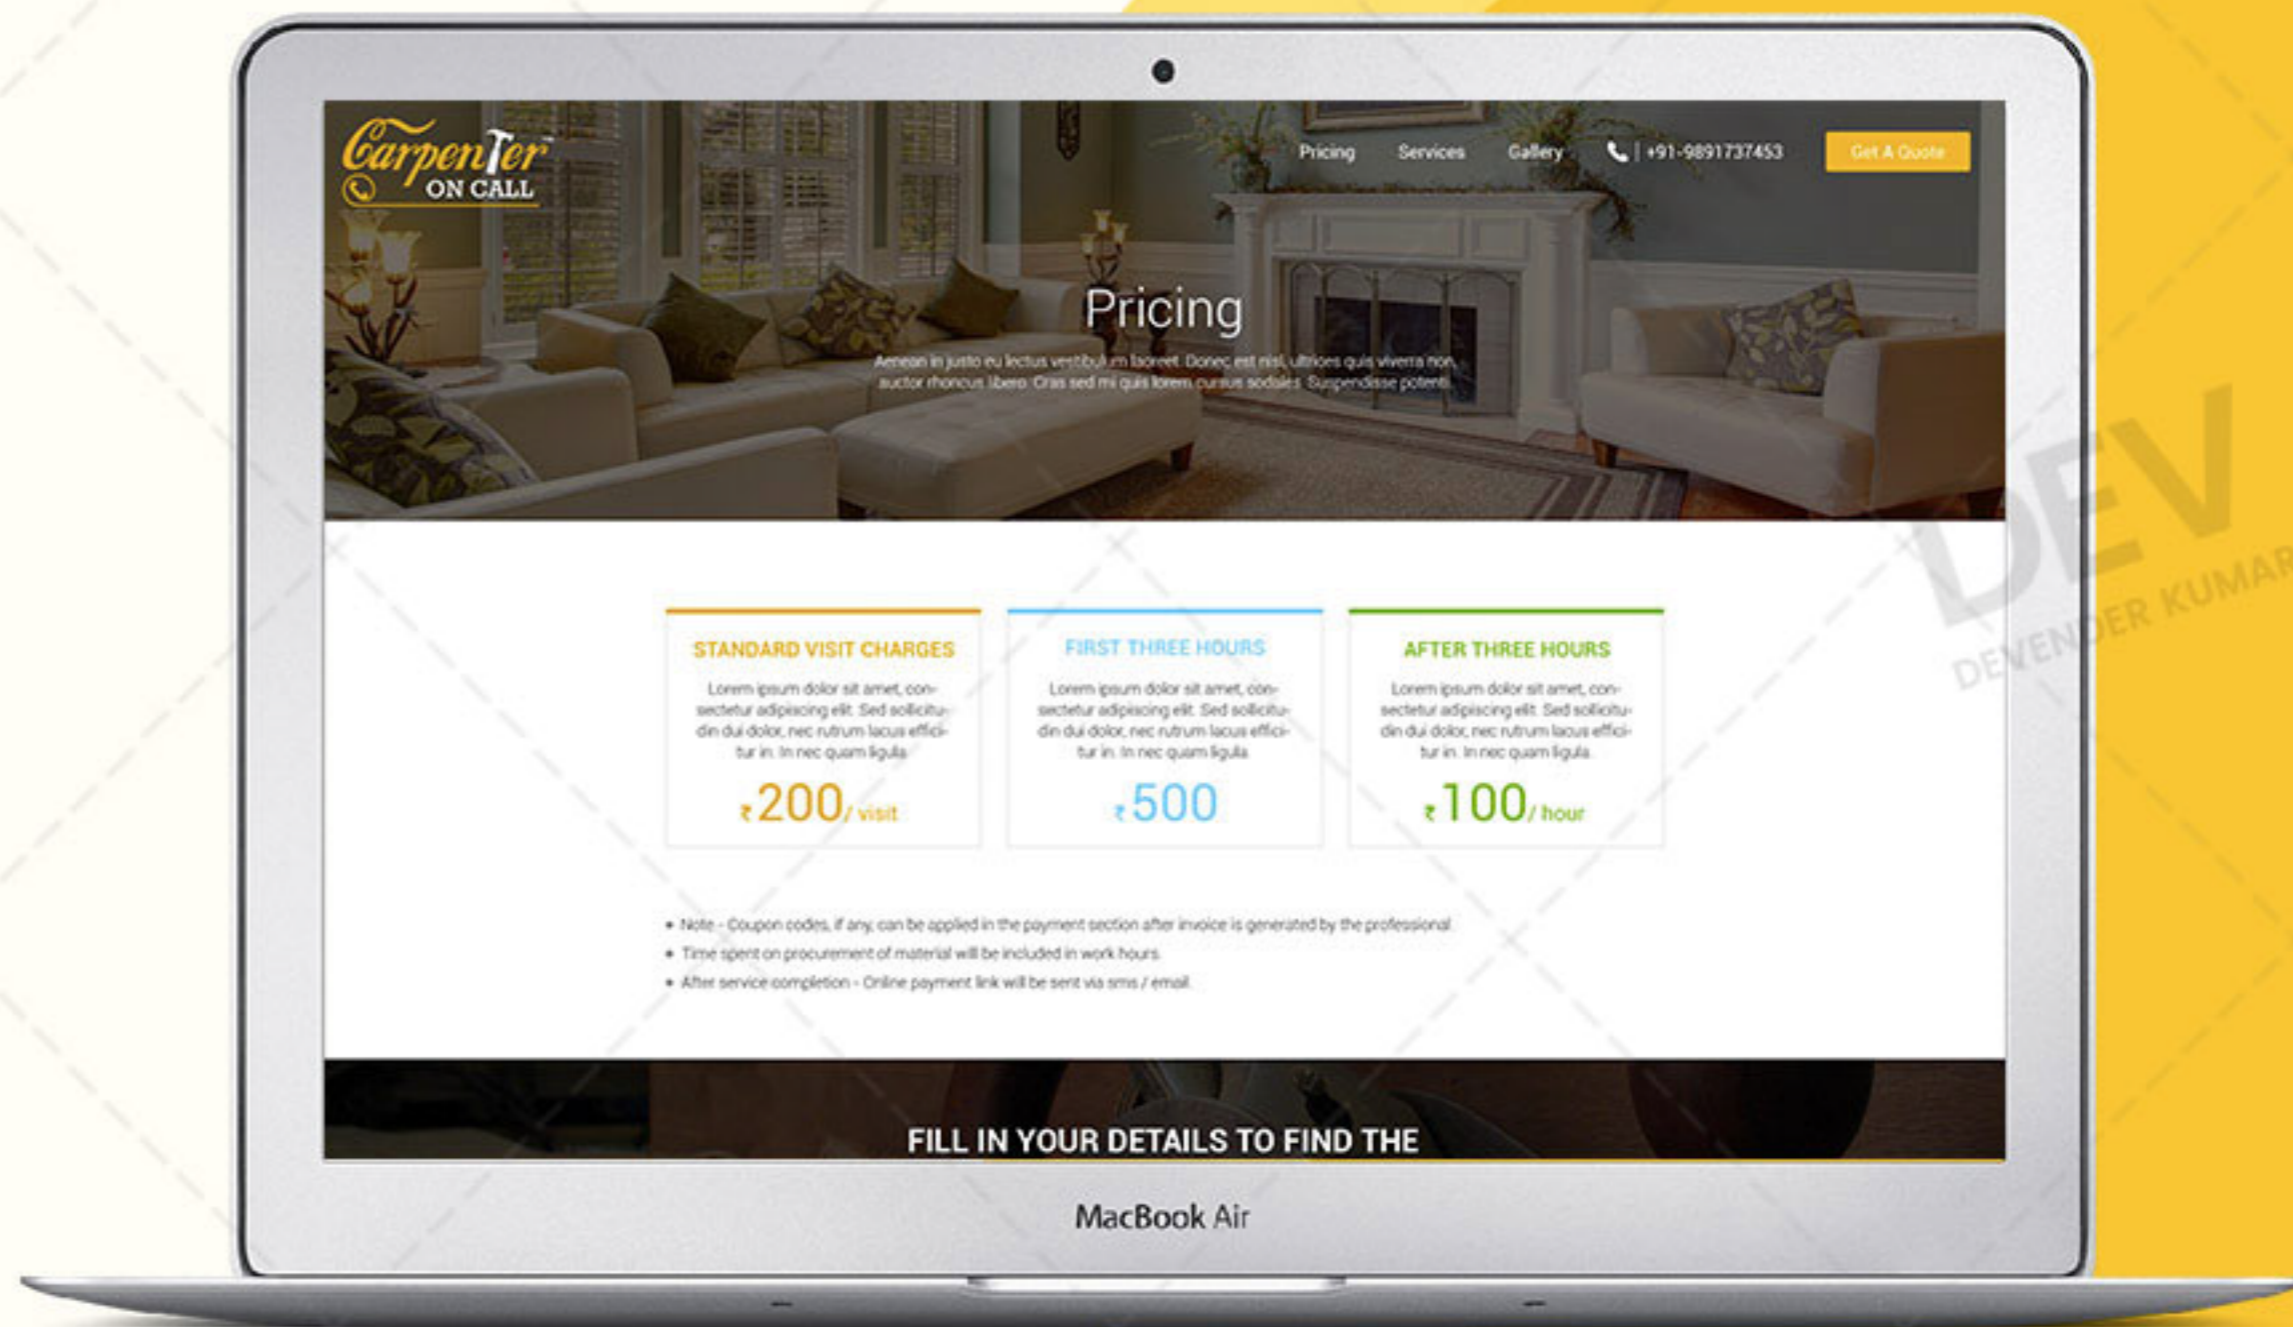 Carpenter
ON CALL
Pricing Services Gallery | +91-9891737453 Get A Quote
Pricing
Aenean in justo eu lectus vestibulum laoreet. Donec est nisl, ultrices quis viverra non,
auctor rhoncus libero. Cras sed mi quis lorem cursus sodales. Suspendisse potenti.
STANDARD VISIT CHARGES
Lorem ipsum dolor sit amet, con-
sectetur adipiscing elit. Sed sollicitu-
din dui dolor, nec rutrum lacus effici-
tur in. In nec quam ligula.
₹ 200/ visit
FIRST THREE HOURS
Lorem ipsum dolor sit amet, con-
sectetur adipiscing elit. Sed sollicitu-
din dui dolor, nec rutrum lacus effici-
tur in. In nec quam ligula.
₹ 500
AFTER THREE HOURS
Lorem ipsum dolor sit amet, con-
sectetur adipiscing elit. Sed sollicitu-
din dui dolor, nec rutrum lacus effici-
tur in. In nec quam ligula.
₹ 100/ hour
• Note - Coupon codes, if any, can be applied in the payment section after invoice is generated by the professional.
• Time spent on procurement of material will be included in work hours.
• After service completion - Online payment link will be sent via sms / email.
FILL IN YOUR DETAILS TO FIND THE
MacBook Air
DEV
DEVENDER KUMAR